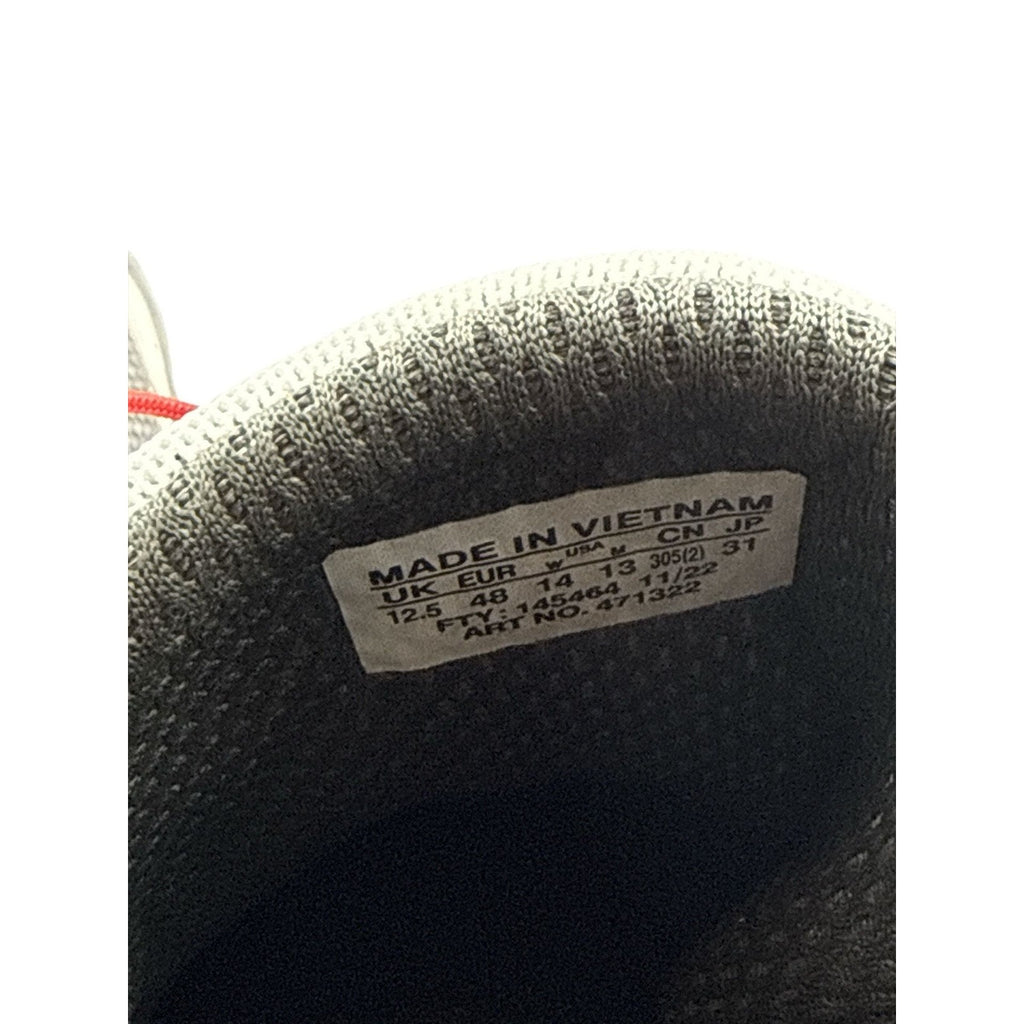 MADE IN VIETNAM
UK EUR W USA M CN JP
12.5 48 14 13 305(2) 31
FTY: 145464 11/22
ART NO. 471322